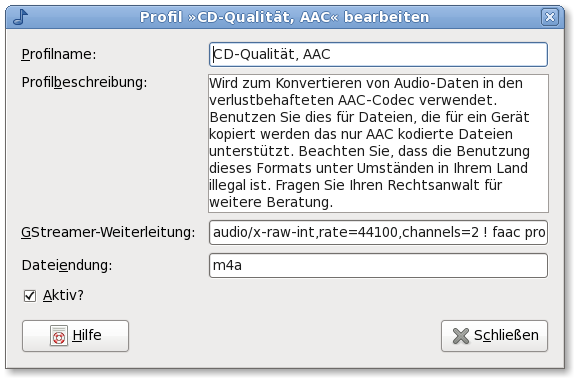 Profil »CD-Qualität, AAC« bearbeiten
Profilname: CD-Qualität, AAC
Profilbeschreibung: Wird zum Konvertieren von Audio-Daten in den
verlustbehafteten AAC-Codec verwendet.
Benutzen Sie dies für Dateien, die für ein Gerät
kopiert werden das nur AAC kodierte Dateien
unterstützt. Beachten Sie, dass die Benutzung
dieses Formats unter Umständen in Ihrem Land
illegal ist. Fragen Sie Ihren Rechtsanwalt für
weitere Beratung.
GStreamer-Weiterleitung: audio/x-raw-int,rate=44100,channels=2 ! faac pro
Dateiendung: m4a
Aktiv?
Hilfe Schließen